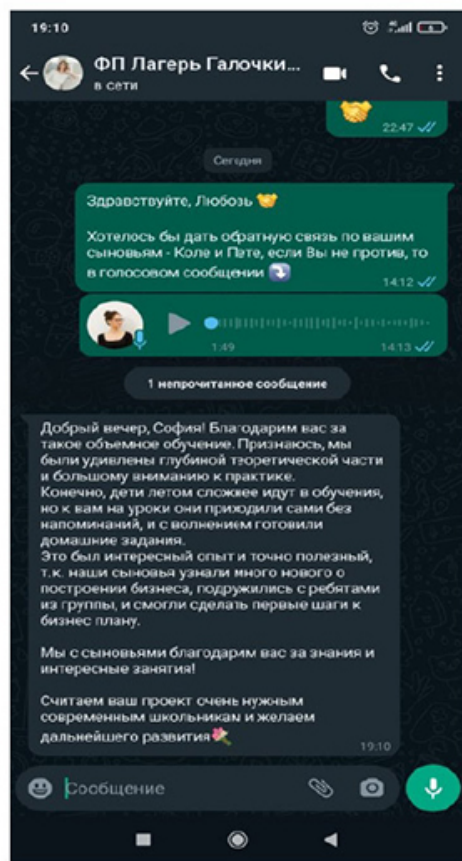 19:10
ФП Лагерь Галочки...
в сети
22:47
Сегодня
Здравствуйте, Любовь
Хотелось бы дать обратную связь по вашим
сыновьям - Коле и Пете, если Вы не против, то
в голосовом сообщении
14:12
1:49
14:13
1 непрочитанное сообщение
Добрый вечер, София! Благодарим вас за
такое объемное обучение. Признаюсь, мы
были удивлены глубиной теоретической части
и большому вниманию к практике.
Конечно, дети летом сложнее идут в обучения,
но к вам на уроки они приходили сами без
напоминаний, и с волнением готовили
домашние задания.
Это был интересный опыт и точно полезный,
т.к. наши сыновья узнали много нового о
построении бизнеса, подружились с ребятами
из группы, и смогли сделать первые шаги к
бизнес плану.
Мы с сыновьями благодарим вас за знания и
интересные занятия!
Считаем ваш проект очень нужным
современным школьникам и желаем
дальнейшего развития
19:10
Сообщение